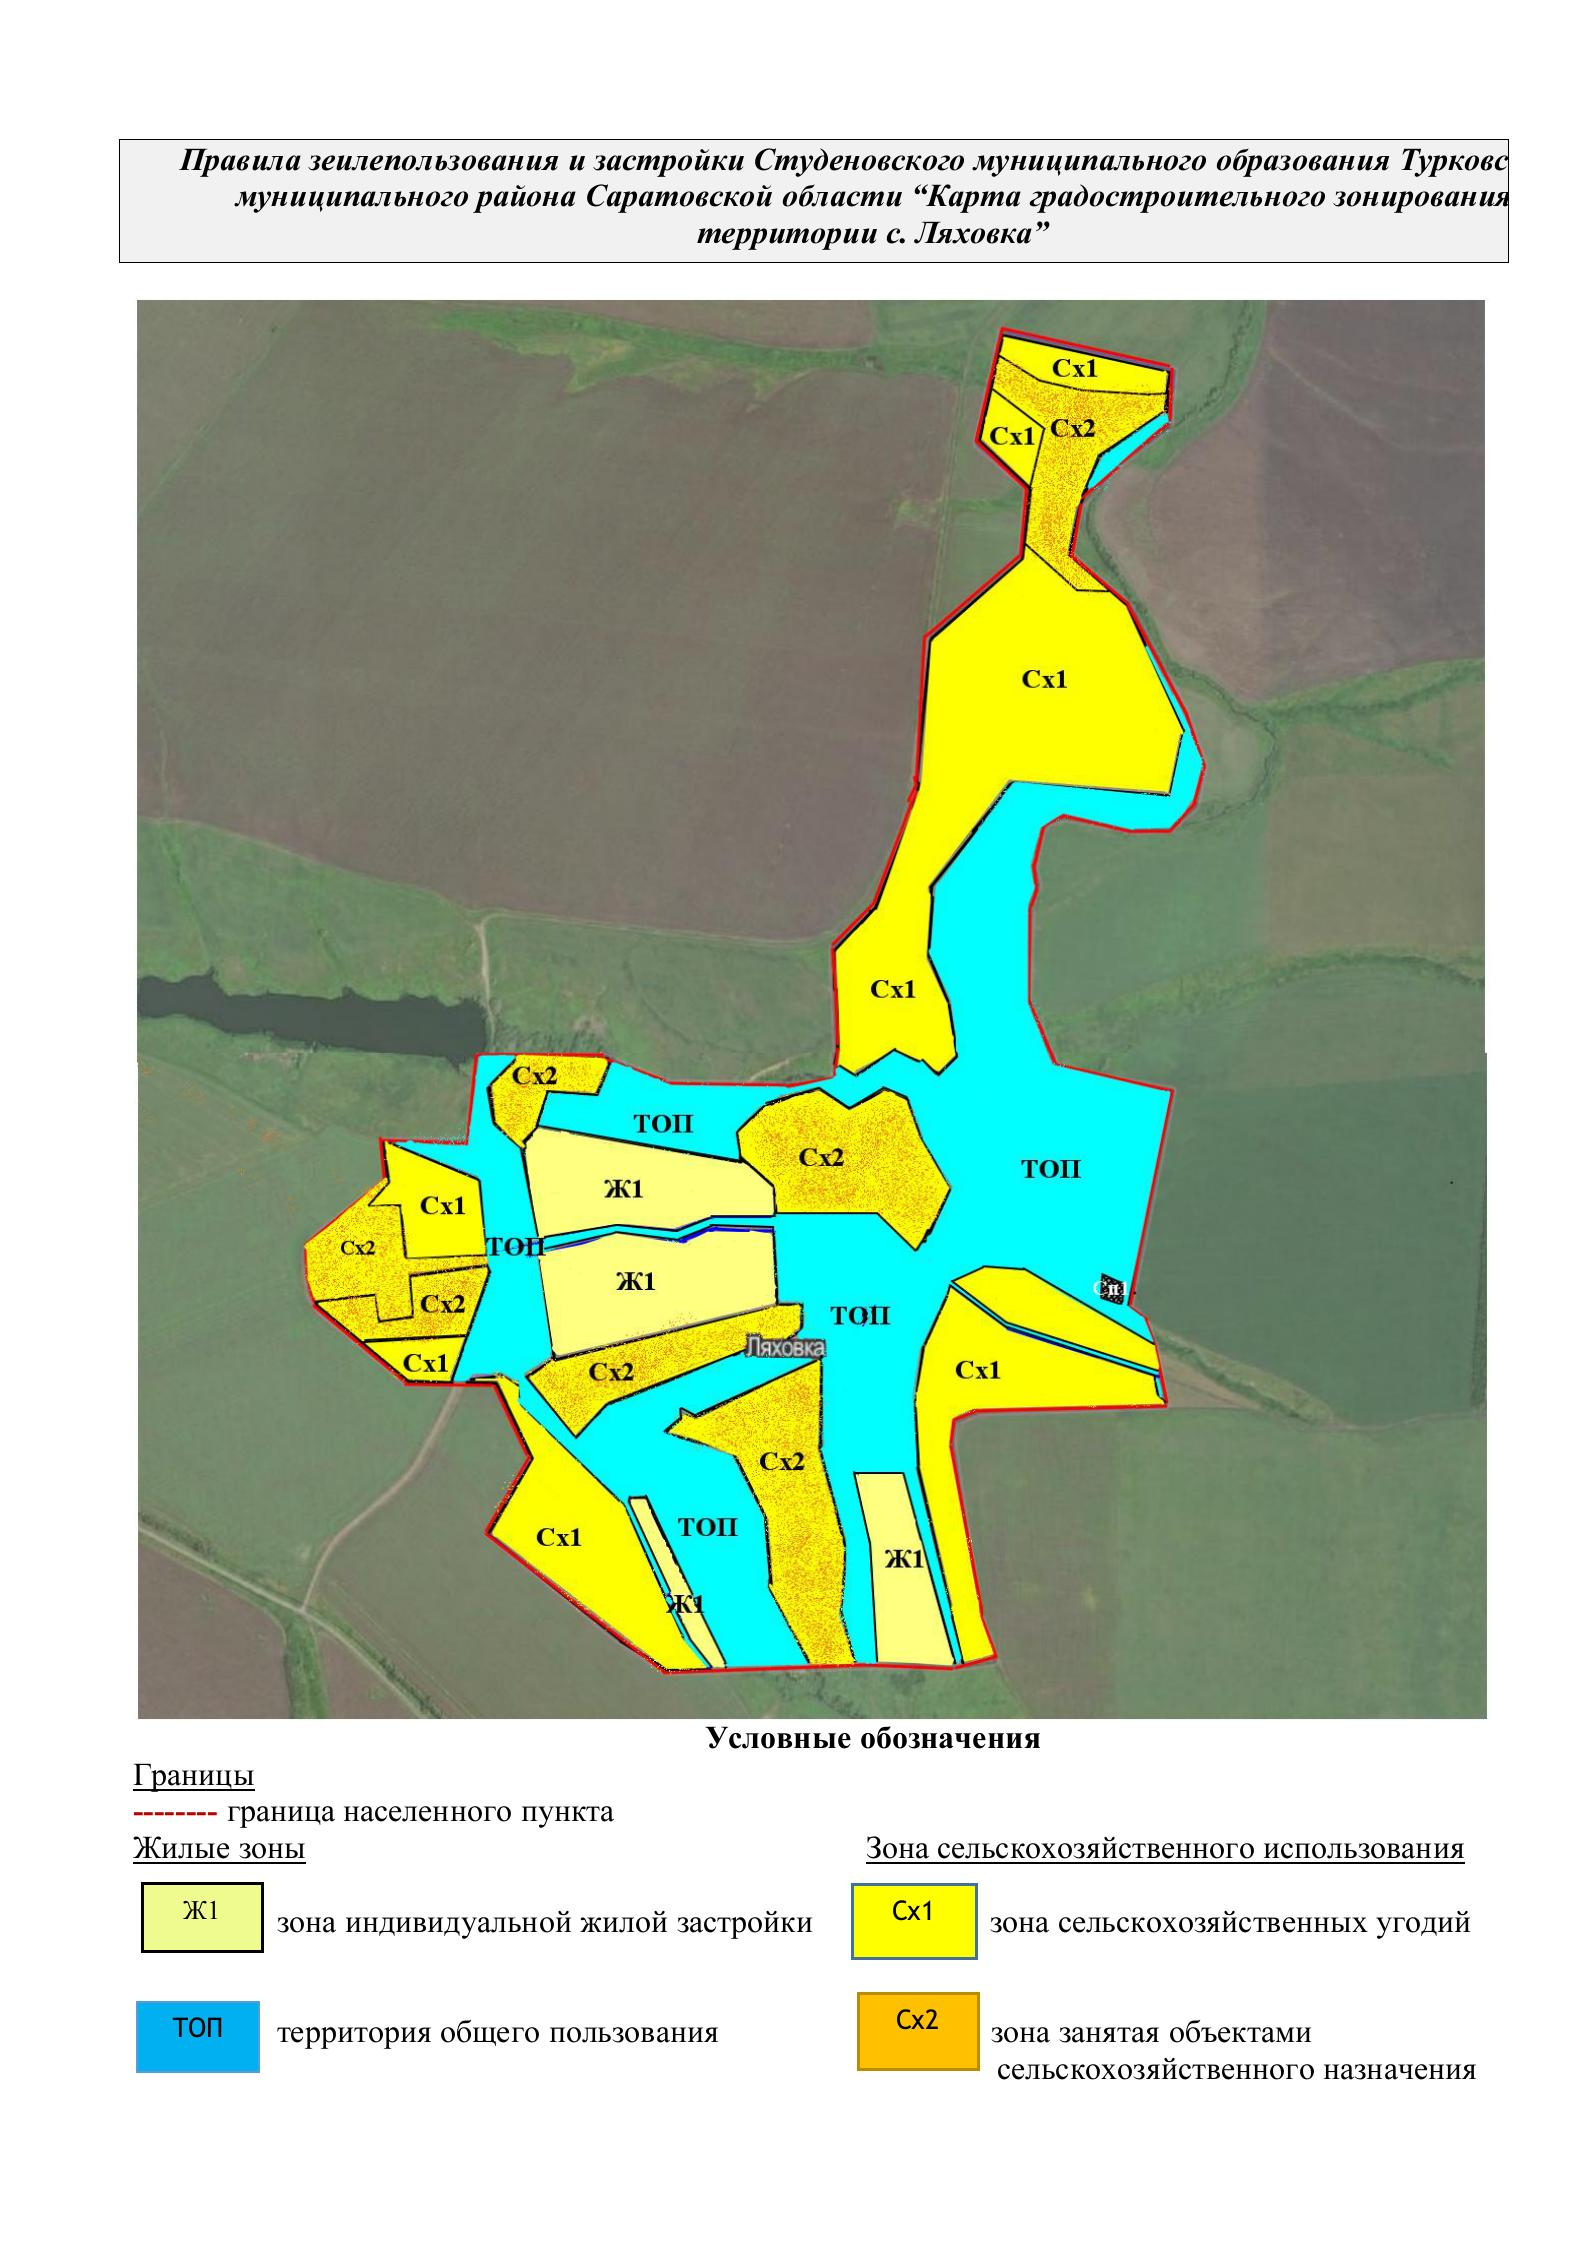 Правила зеилепользования и застройки Студеновского муниципального образования Турковс
муниципального района Саратовской области “Карта градостроительного зонирования
территории с. Ляховка”
Сх1
Сх2
Сх1
Сх1
Сх1
Сх2
ТОП
Сх2
ТОП
Ж1
Сх1
Сх2
ТОП
Ж1
Сп1
Сх2
ТОП
Ляховка
Сх1
Сх2
Сх1
Сх2
ТОП
Сх1
Ж1
Ж1
Условные обозначения
Границы
-------- граница населенного пункта
Жилые зоны Зона сельскохозяйственного использования
Ж1 зона индивидуальной жилой застройки Сх1 зона сельскохозяйственных угодий
ТОП территория общего пользования Сх2 зона занятая объектами
сельскохозяйственного назначения